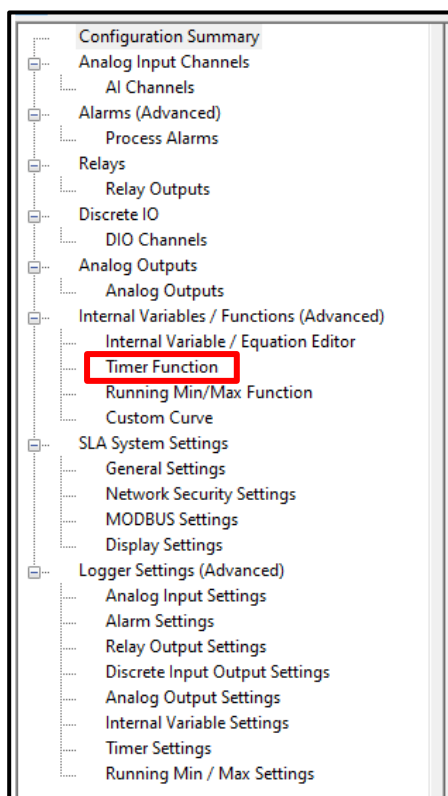 Configuration Summary
Analog Input Channels
AI Channels
Alarms (Advanced)
Process Alarms
Relays
Relay Outputs
Discrete IO
DIO Channels
Analog Outputs
Analog Outputs
Internal Variables / Functions (Advanced)
Internal Variable / Equation Editor
Timer Function
Running Min/Max Function
Custom Curve
SLA System Settings
General Settings
Network Security Settings
MODBUS Settings
Display Settings
Logger Settings (Advanced)
Analog Input Settings
Alarm Settings
Relay Output Settings
Discrete Input Output Settings
Analog Output Settings
Internal Variable Settings
Timer Settings
Running Min / Max Settings